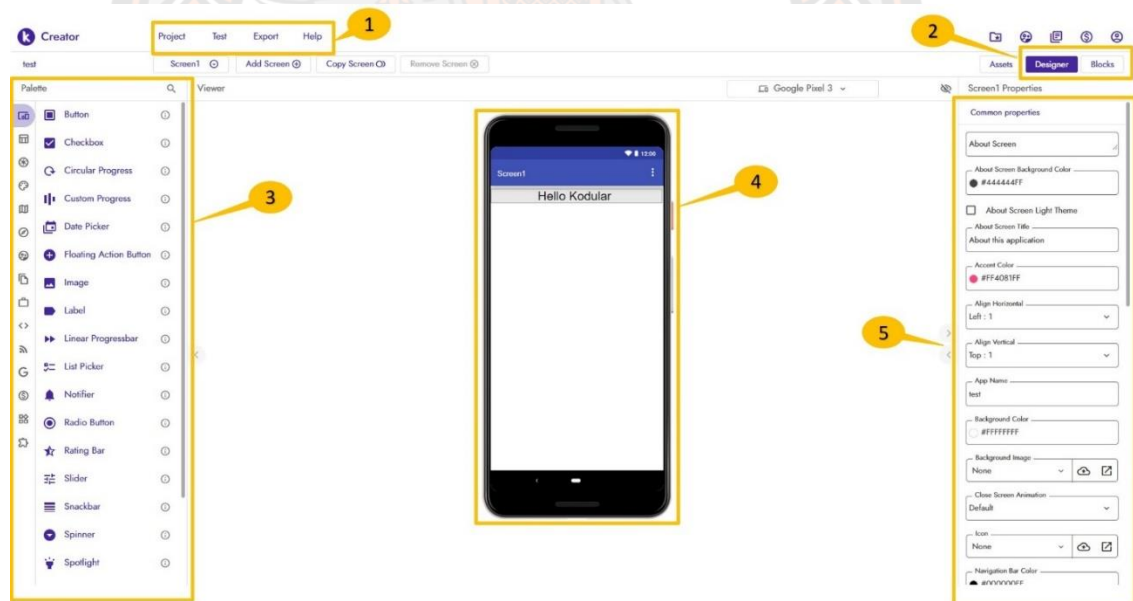 1
2
Creator
Project Test Export Help
test
Screen1 Add Screen Copy Screen Remove Screen
Assets Designer Blocks
Palette
Viewer
Google Pixel 3
Screen1 Properties
Button
Checkbox
Circular Progress
Custom Progress
Date Picker
Floating Action Button
Image
Label
Linear Progressbar
List Picker
Notifier
Radio Button
Rating Bar
Slider
Snackbar
Spinner
Spotlight
3
12:00
Screen1
Hello Kodular
4
5
Common properties
About Screen
About Screen Background Color
#444444FF
About Screen Light Theme
About Screen Title
About this application
Accent Color
#FF4081FF
Align Horizontal
Left : 1
Align Vertical
Top : 1
App Name
test
Background Color
#FFFFFFFF
Background Image
None
Close Screen Animation
Default
Icon
None
Navigation Bar Color
#000000FF